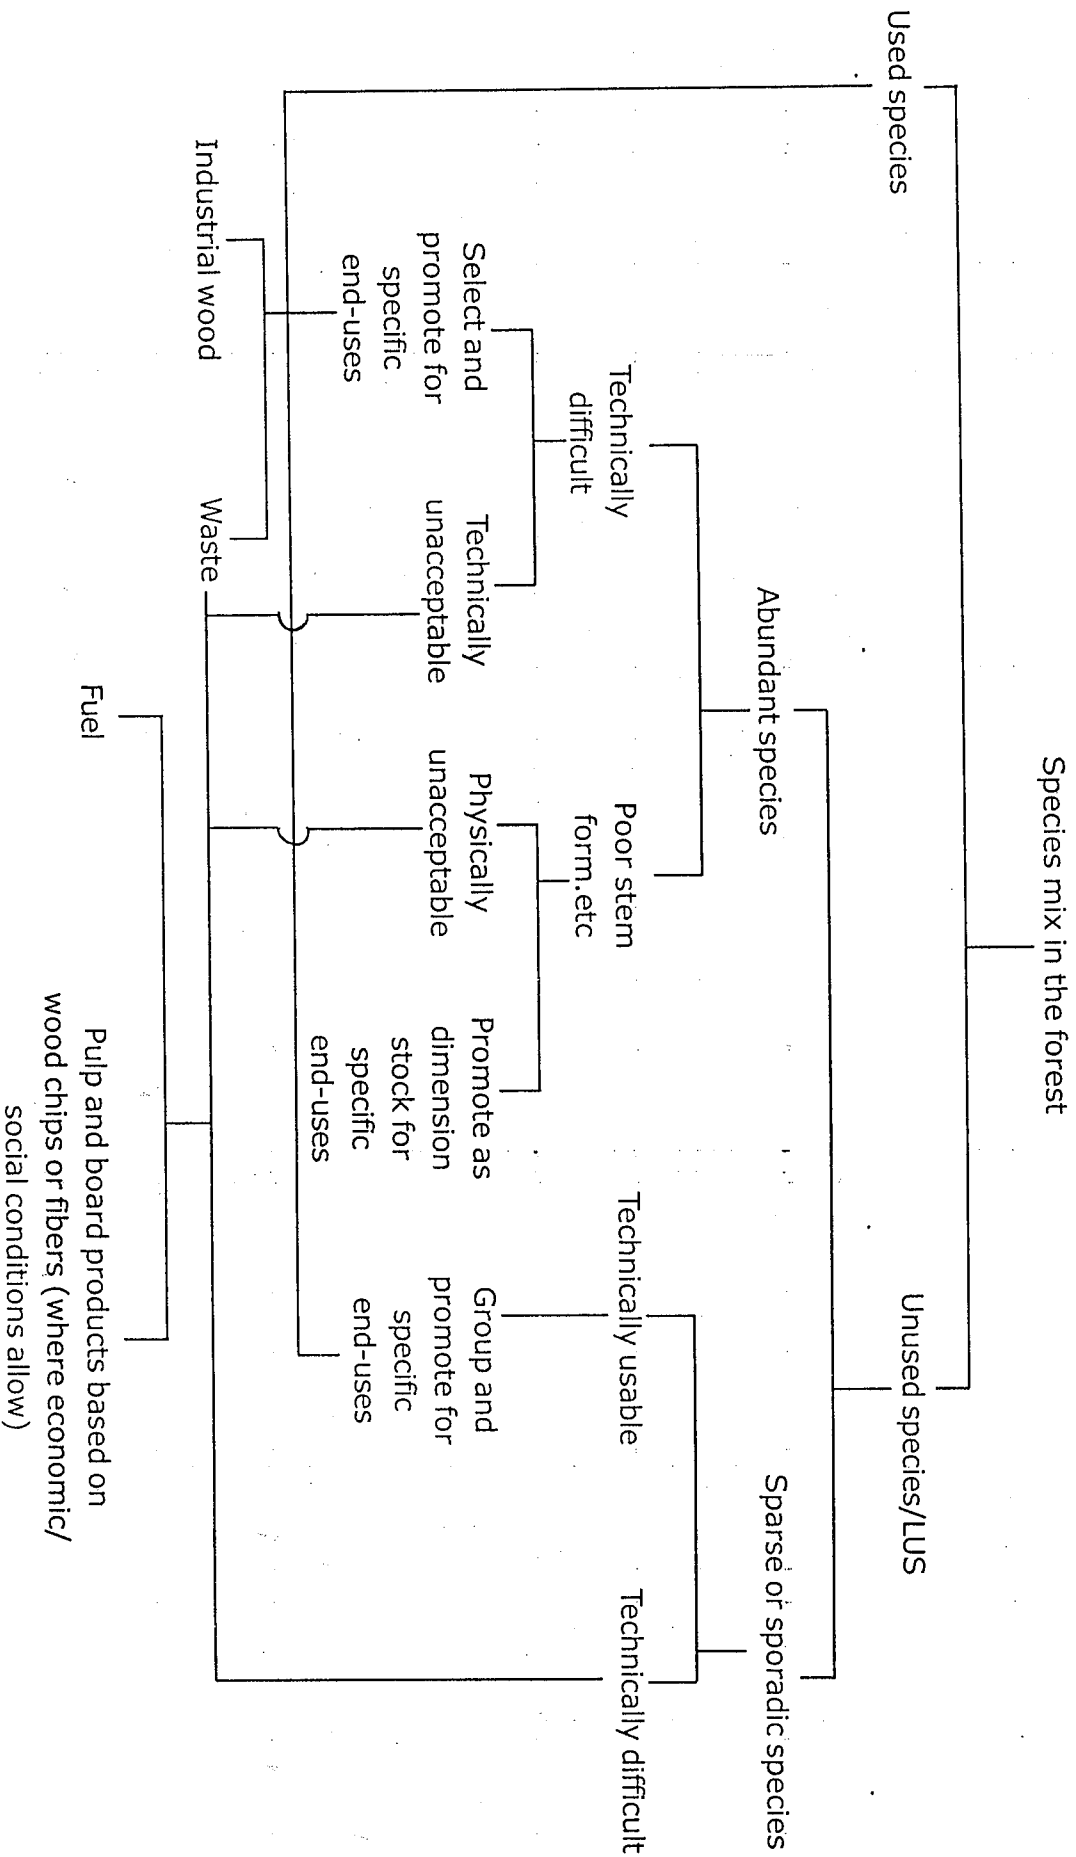 Species mix in the forest
Used species
Unused species/LUS
Abundant species
Sparse or sporadic species
Technically
difficult
Poor stem
form.etc
Technically usable
Technically difficult
Select and
promote for
specific
end-uses
Technically
unacceptable
Physically
unacceptable
Promote as
dimension
stock for
specific
end-uses
Group and
promote for
specific
end-uses
Industrial wood
Waste
Fuel
Pulp and board products based on
wood chips or fibers (where economic/
social conditions allow)